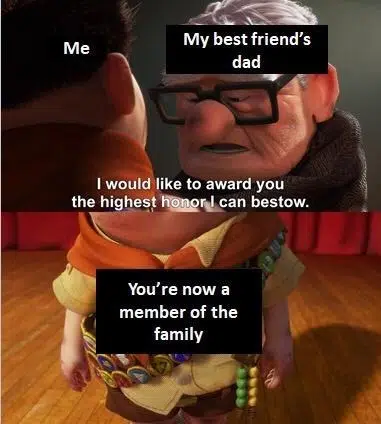 Me
My best friend's
dad
I would like to award you
the highest honor I can bestow.
You're now a
member of the
family